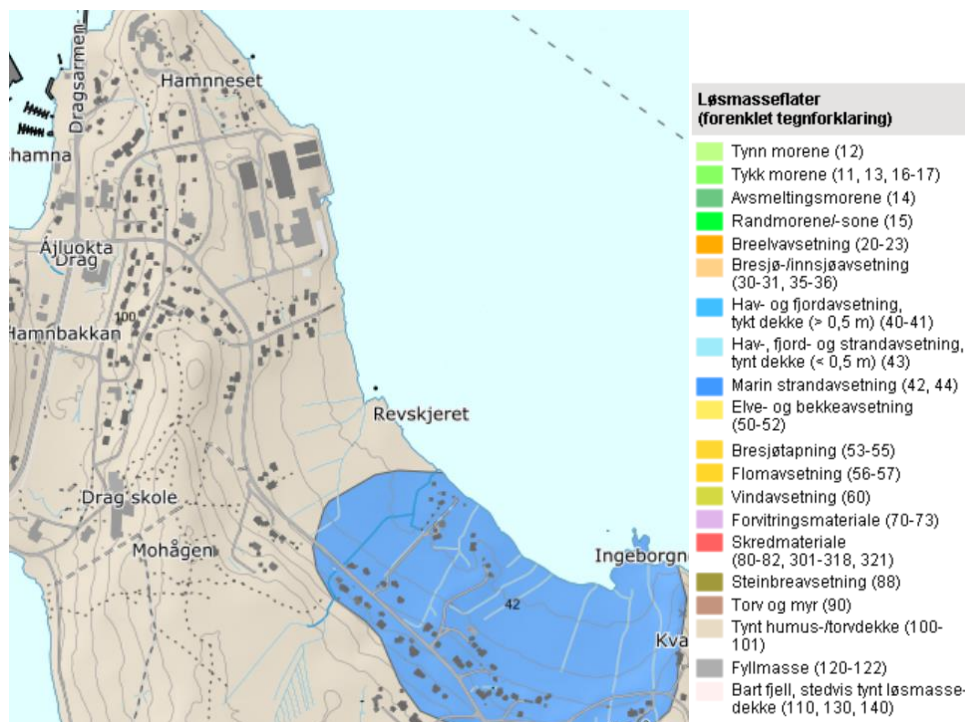 Dragsarmen
Hamnneset
shamna
Ájluokta
Drag
100
Hamnbakkan
Revskjeret
Drag skole
Mohågen
Ingeborgn
42
Kva
Løsmasseflater
(forenklet tegnforklaring)
Tynn morene (12)
Tykk morene (11, 13, 16-17)
Avsmeltingsmorene (14)
Randmorene/-sone (15)
Breelvavsetning (20-23)
Bresjø-/innsjøavsetning
(30-31, 35-36)
Hav- og fjordavsetning,
tykt dekke (> 0,5 m) (40-41)
Hav-, fjord- og strandavsetning,
tynt dekke (< 0,5 m) (43)
Marin strandavsetning (42, 44)
Elve- og bekkeavsetning
(50-52)
Bresjøtapning (53-55)
Flomavsetning (56-57)
Vindavsetning (60)
Forvitringsmateriale (70-73)
Skredmateriale
(80-82, 301-318, 321)
Steinbreavsetning (88)
Torv og myr (90)
Tynt humus-/torvdekke (100-
101)
Fyllmasse (120-122)
Bart fjell, stedvis tynt løsmasse-
dekke (110, 130, 140)